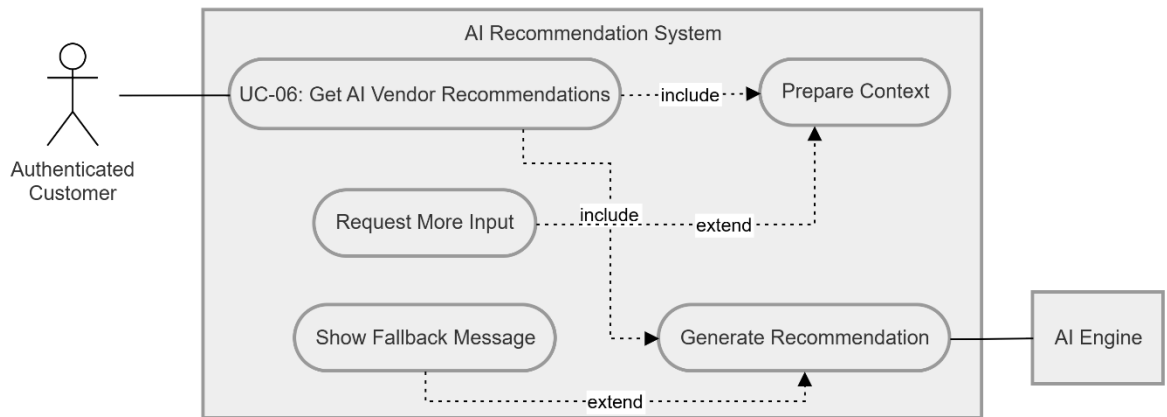 AI Recommendation System
UC-06: Get AI Vendor Recommendations
include
Prepare Context
Authenticated
Customer
Request More Input
include
extend
Show Fallback Message
Generate Recommendation
AI Engine
extend